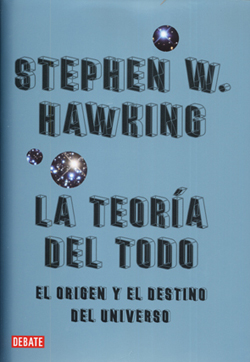 STEPHEN W.
HAWKING
LA TEORÍA
DEL TODO
EL ORIGEN Y EL DESTINO
DEL UNIVERSO
DEBATE